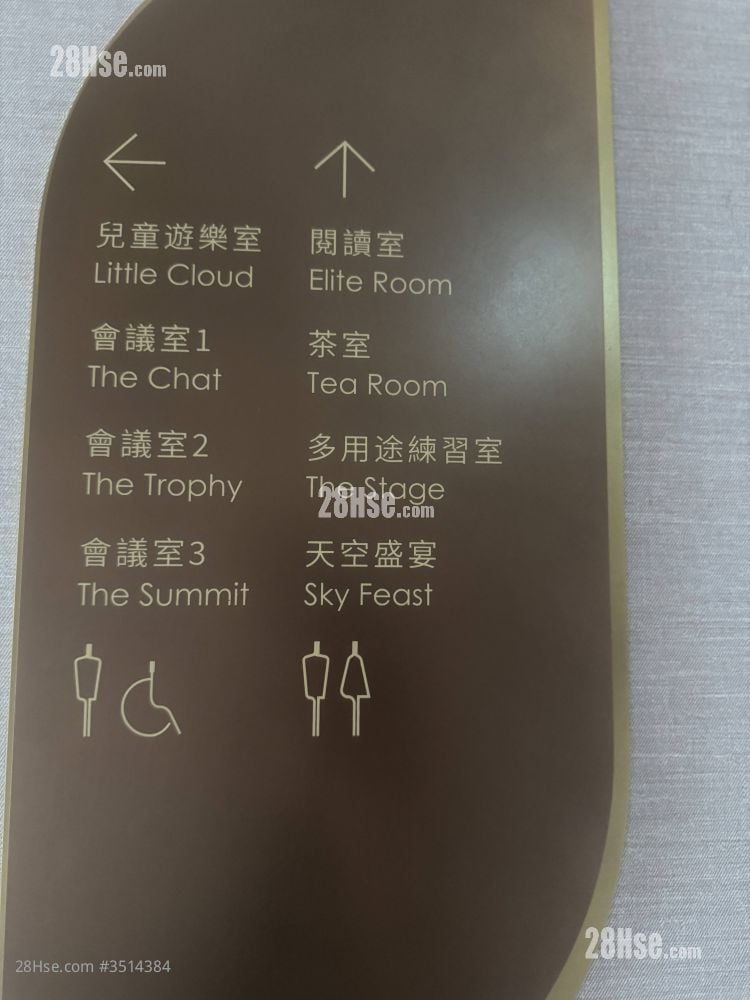 28Hse.com
兒童遊樂室
Little Cloud
會議室1
The Chat
會議室2
The Trophy
會議室3
The Summit
閱讀室
Elite Room
茶室
Tea Room
多用途練習室
The Stage
28Hse.com
天空盛宴
Sky Feast
28Hse.com
28Hse.com #3514384